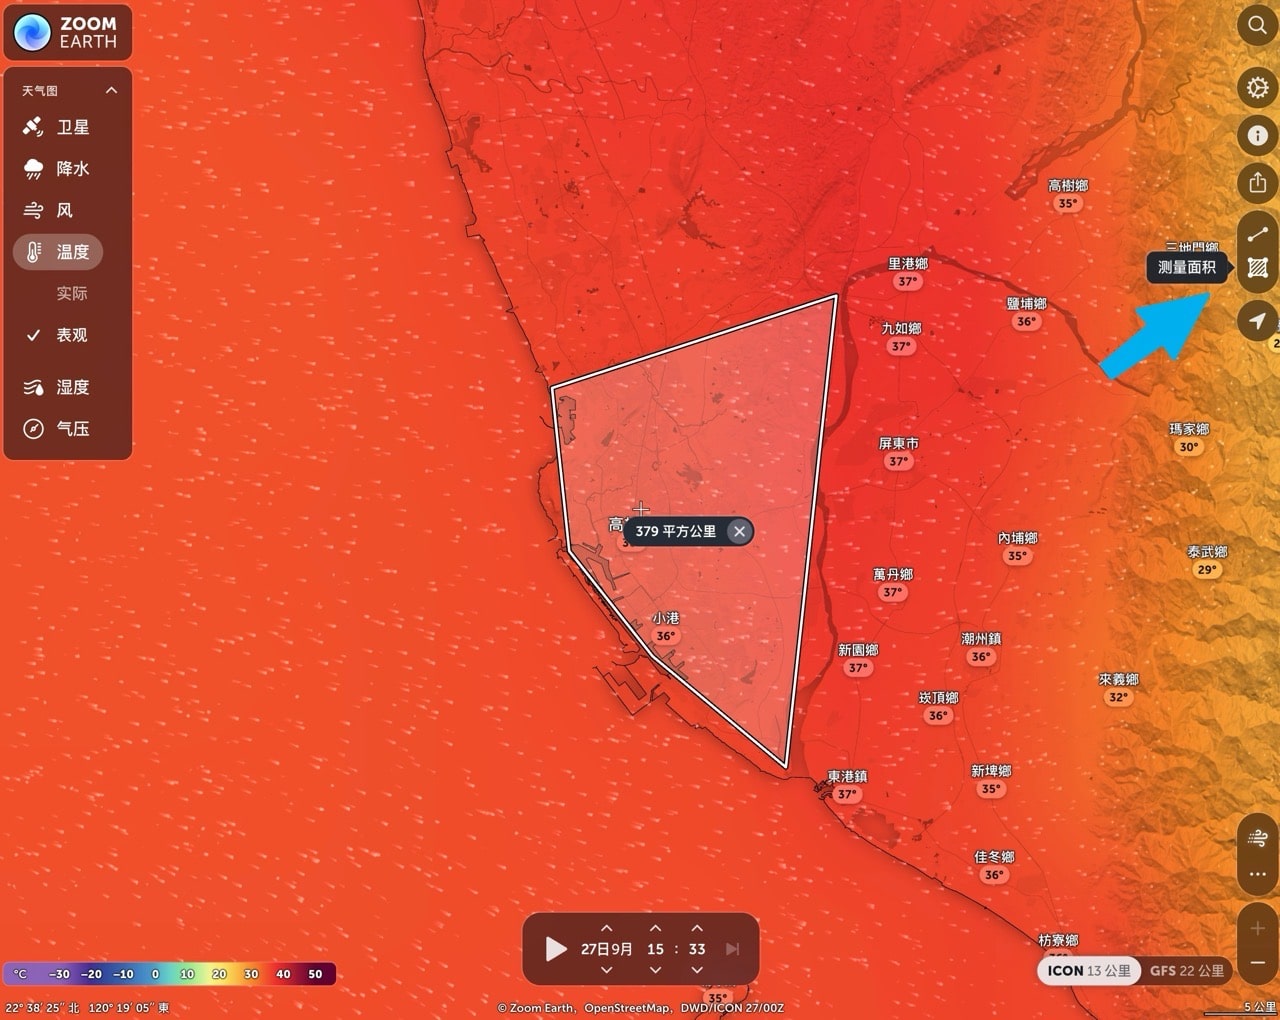 ZOOM
EARTH
天气图
卫星
降水
风
温度
实际
表观
湿度
气压
高樹鄉
35°
三地門鄉
测量面积
里港鄉
37°
鹽埔鄉
36°
九如鄉
37°
2
瑪家鄉
30°
屏東市
37°
高
3
379 平方公里
內埔鄉
35°
泰武鄉
29°
萬丹鄉
37°
小港
36°
潮州鎮
36°
新園鄉
37°
來義鄉
32°
崁頂鄉
36°
新埤鄉
35°
東港鎮
37°
佳冬鄉
36°
枋寮鄉
36°
27日9月 15 : 33
ICON 13 公里 GFS 22 公里
°C -30 -20 -10 0 10 20 30 40 50
35°
22° 38′ 25″ 北 120° 19′ 05″ 東
© Zoom Earth，OpenStreetMap，DWD/ICON 27/00Z
5 公里